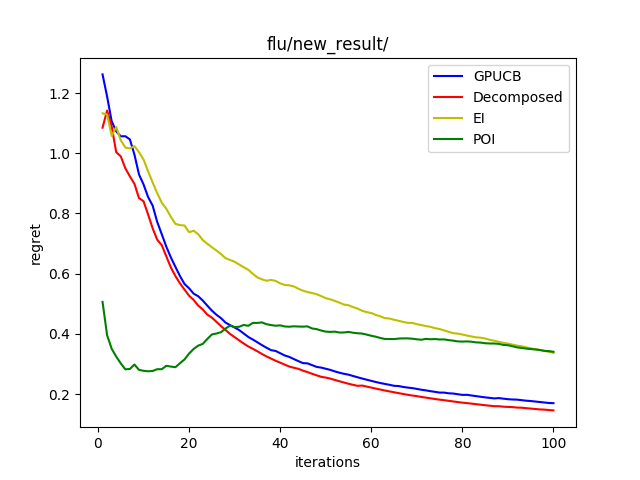 flu/new_result/
GPUCB
Decomposed
EI
POI
regret
1.2
1.0
0.8
0.6
0.4
0.2
0 20 40 60 80 100
iterations